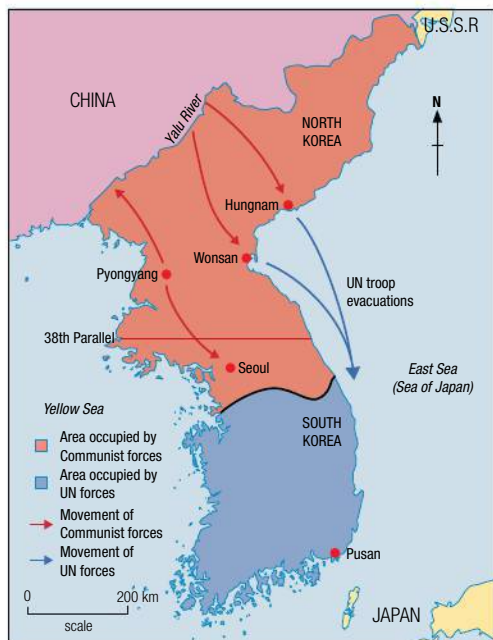 U.S.S.R
CHINA
Yalu River
N
NORTH
KOREA
Hungnam
Wonsan
UN troop
evacuations
Pyongyang
38th Parallel
Seoul
East Sea
(Sea of Japan)
Yellow Sea
SOUTH
KOREA
Area occupied by
Communist forces
Area occupied by
UN forces
Movement of
Communist forces
Movement of
UN forces
Pusan
0 200 km
scale
JAPAN